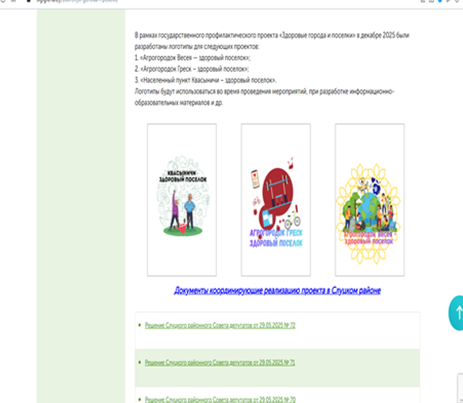 В рамках государственного профилактического проекта «Здоровые города и поселки» в декабре 2025 были
разработаны логотипы для следующих проектов:
1. «Агрогородок Весея — здоровый поселок»;
2. «Агрогородок Греск – здоровый поселок»;
3. «Населенный пункт Квасыничи – здоровый поселок».
Логотипы будут использоваться во время проведения мероприятий, при разработке информационно-
образовательных материалов и др.
КВАСЫНИЧИ
ЗДОРОВЫЙ ПОСЕЛОК
АГРОГОРОДОК ГРЕСК
ЗДОРОВЫЙ ПОСЕЛОК
АГРОГОРОДОК ВЕСЕЯ -
ЗДОРОВЫЙ ПОСЕЛОК
Документы координирующие реализацию проекта в Слуцком районе
Решение Слуцкого районного Совета депутатов от 29.05.2025 № 72
Решение Слуцкого районного Совета депутатов от 29.05.2025 № 71
Решение Слуцкого районного Совета депутатов от 29.05.2025 № 70